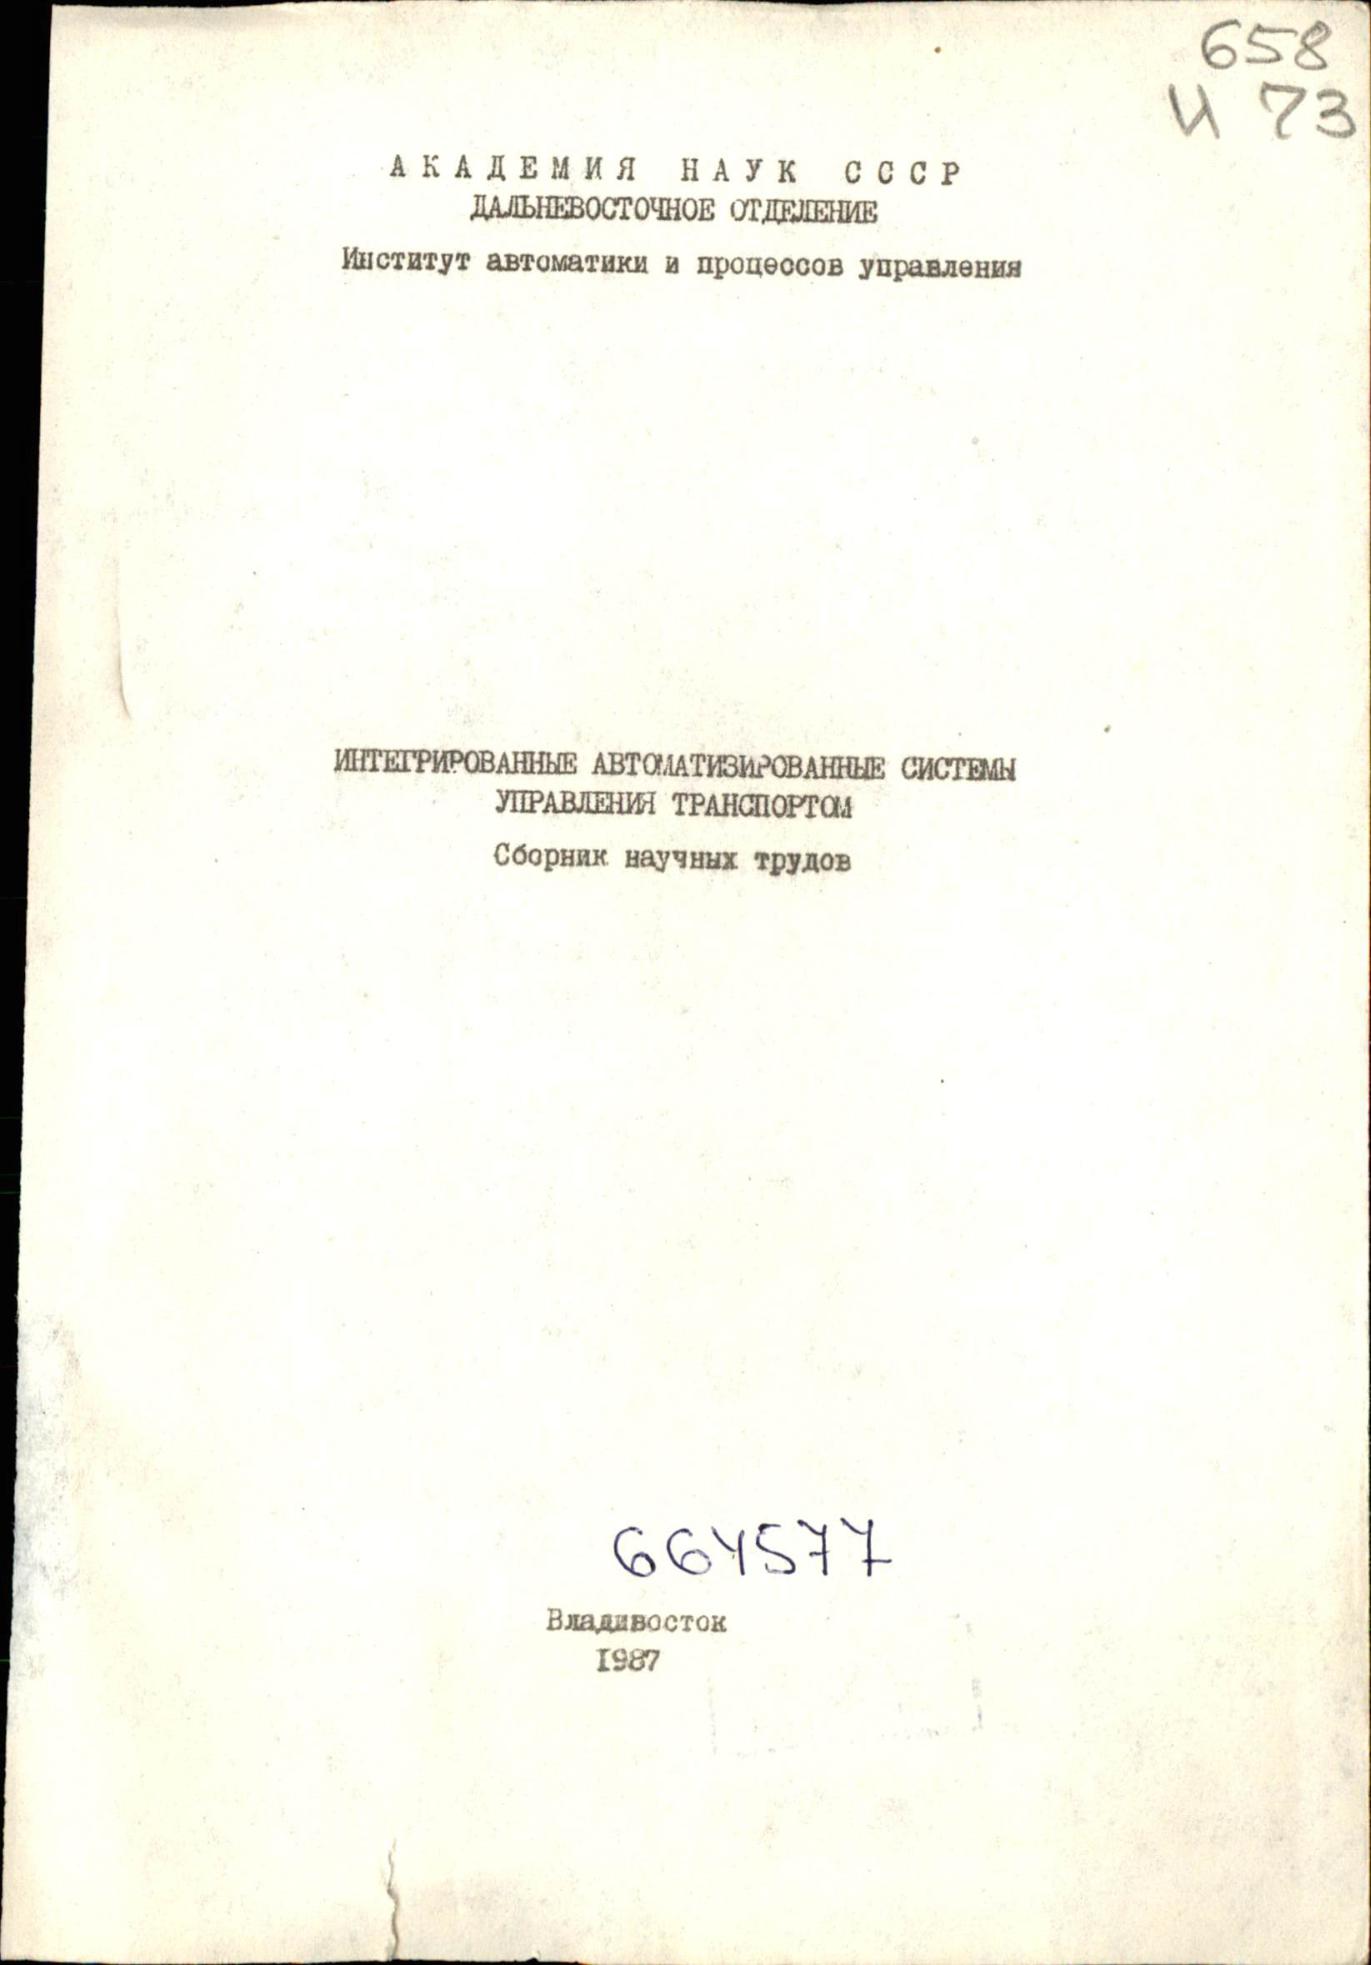 658
И 73
АКАДЕМИЯ НАУК СССР
ДАЛЬНЕВОСТОЧНОЕ ОТДЕЛЕНИЕ
Институт автоматики и процессов управления
ИНТЕГРИРОВАННЫЕ АВТОМАТИЗИРОВАННЫЕ СИСТЕМЫ
УПРАВЛЕНИЯ ТРАНСПОРТОМ
Сборник научных трудов
664577
Владивосток
1987